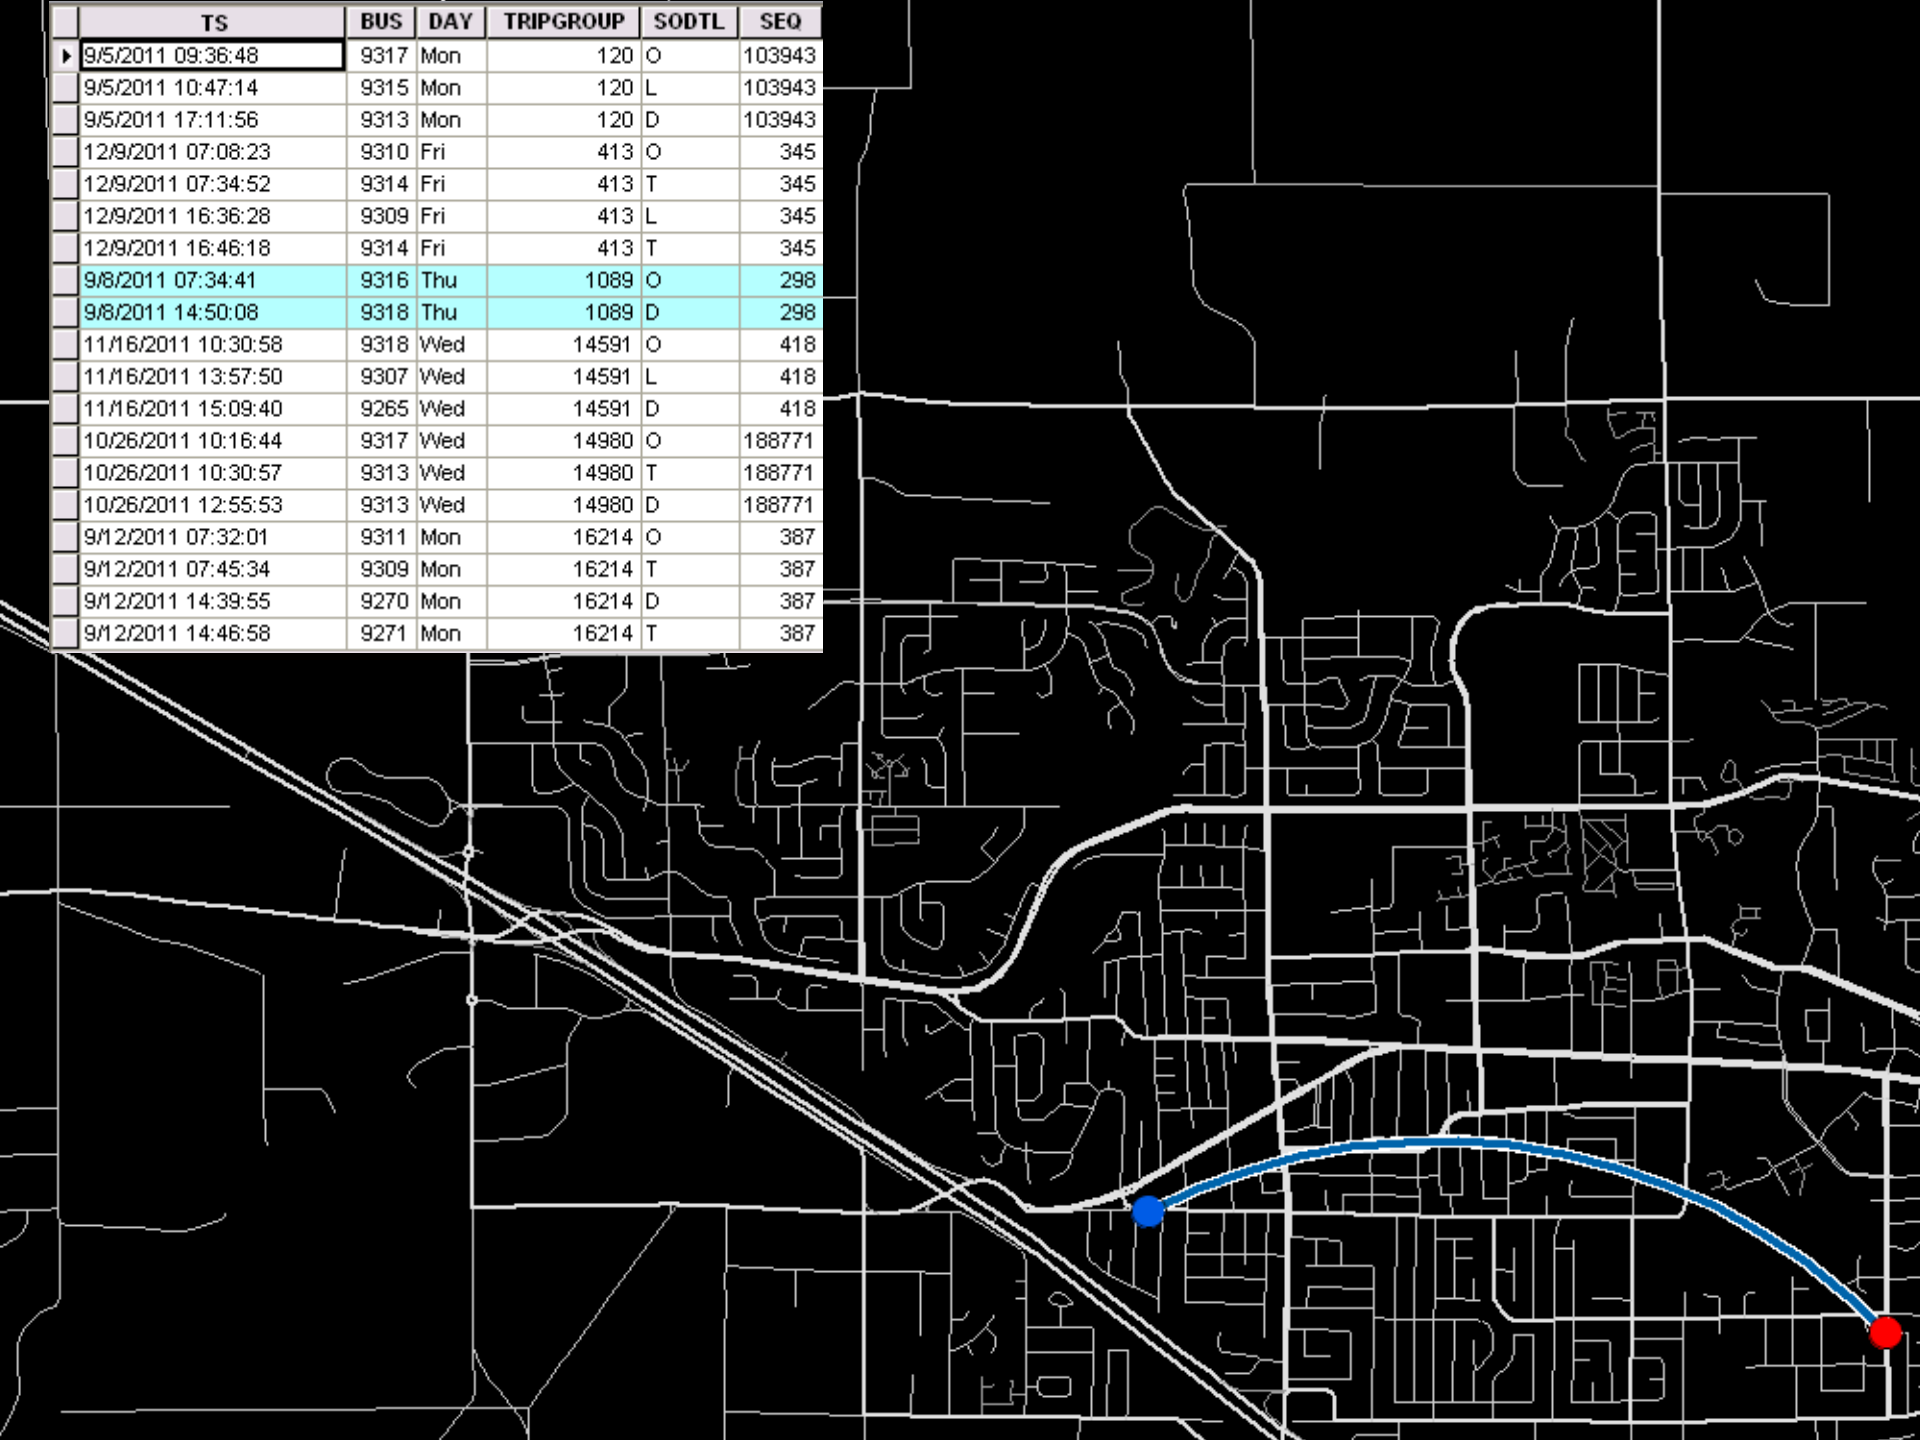 TS BUS DAY TRIPGROUP SODTL SEQ
9/5/2011 09:36:48 9317 Mon 120 O 103943
9/5/2011 10:47:14 9315 Mon 120 L 103943
9/5/2011 17:11:56 9313 Mon 120 D 103943
12/9/2011 07:08:23 9310 Fri 413 O 345
12/9/2011 07:34:52 9314 Fri 413 T 345
12/9/2011 16:36:28 9309 Fri 413 L 345
12/9/2011 16:46:18 9314 Fri 413 T 345
9/8/2011 07:34:41 9316 Thu 1089 O 298
9/8/2011 14:50:08 9318 Thu 1089 D 298
11/16/2011 10:30:58 9318 Wed 14591 O 418
11/16/2011 13:57:50 9307 Wed 14591 L 418
11/16/2011 15:09:40 9265 Wed 14591 D 418
10/26/2011 10:16:44 9317 Wed 14980 O 188771
10/26/2011 10:30:57 9313 Wed 14980 T 188771
10/26/2011 12:55:53 9313 Wed 14980 D 188771
9/12/2011 07:32:01 9311 Mon 16214 O 387
9/12/2011 07:45:34 9309 Mon 16214 T 387
9/12/2011 14:39:55 9270 Mon 16214 D 387
9/12/2011 14:46:58 9271 Mon 16214 T 387